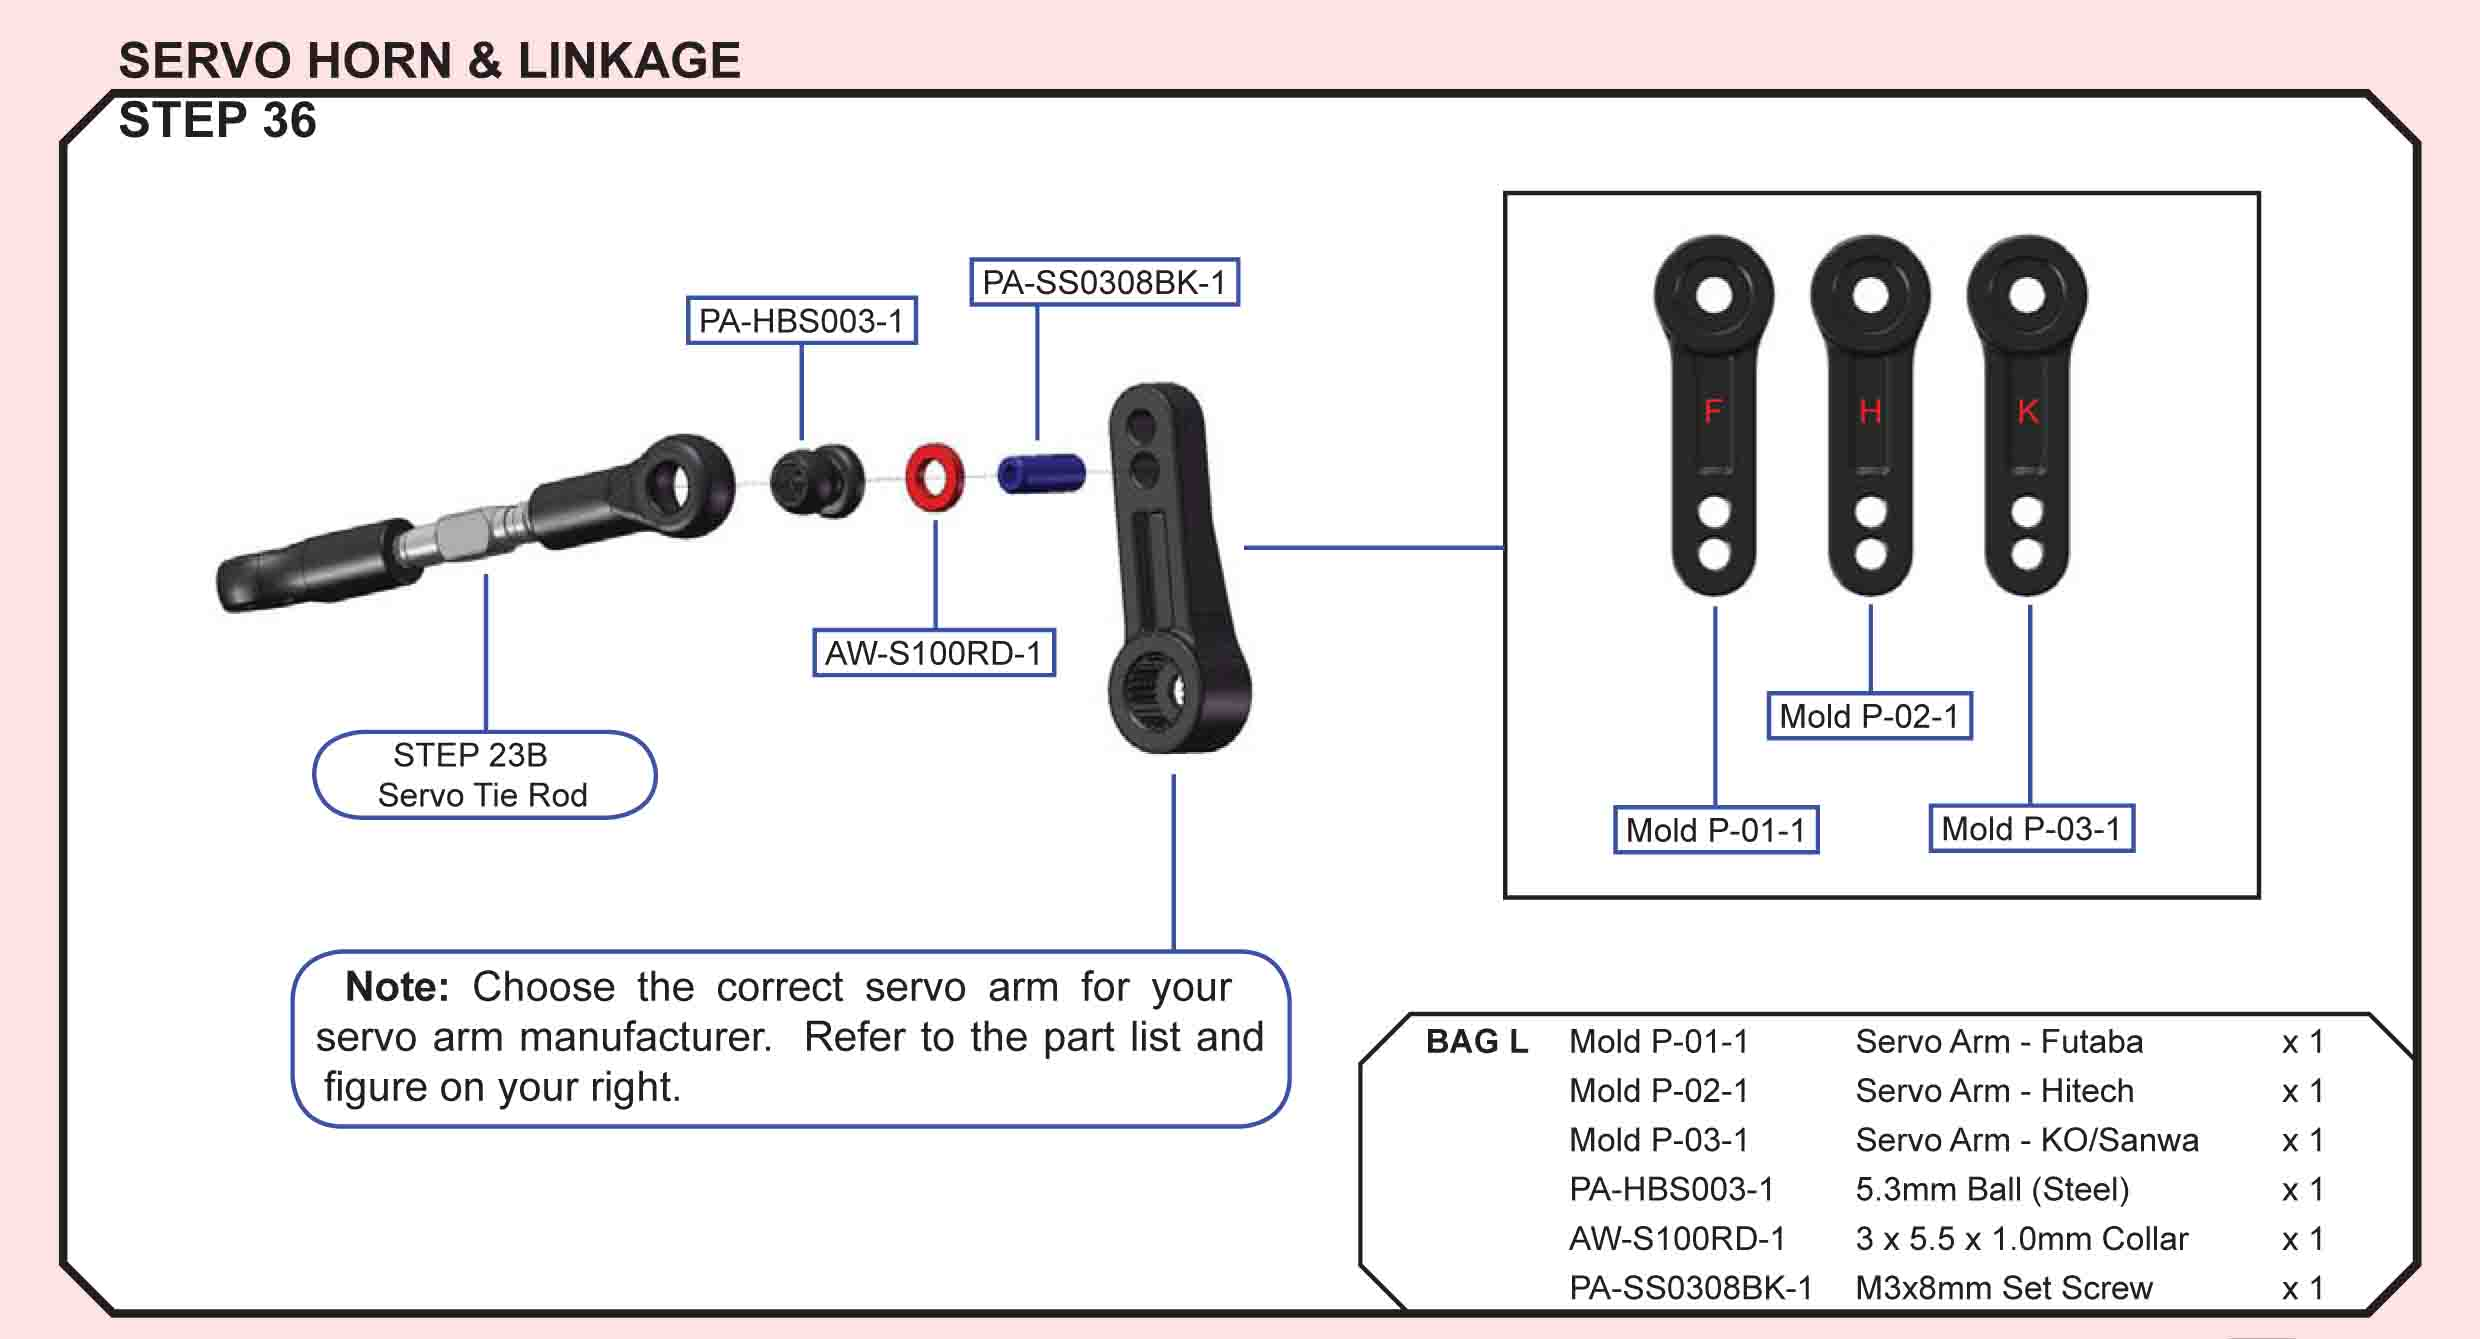 SERVO HORN & LINKAGE
STEP 36
PA-SS0308BK-1
PA-HBS003-1
F H K
AW-S100RD-1
Mold P-02-1
STEP 23B
Servo Tie Rod
Mold P-01-1
Mold P-03-1
Note: Choose the correct servo arm for your
servo arm manufacturer. Refer to the part list and
figure on your right.
BAG L Mold P-01-1 Servo Arm - Futaba x 1
Mold P-02-1 Servo Arm - Hitech x 1
Mold P-03-1 Servo Arm - KO/Sanwa x 1
PA-HBS003-1 5.3mm Ball (Steel) x 1
AW-S100RD-1 3 x 5.5 x 1.0mm Collar x 1
PA-SS0308BK-1 M3x8mm Set Screw x 1